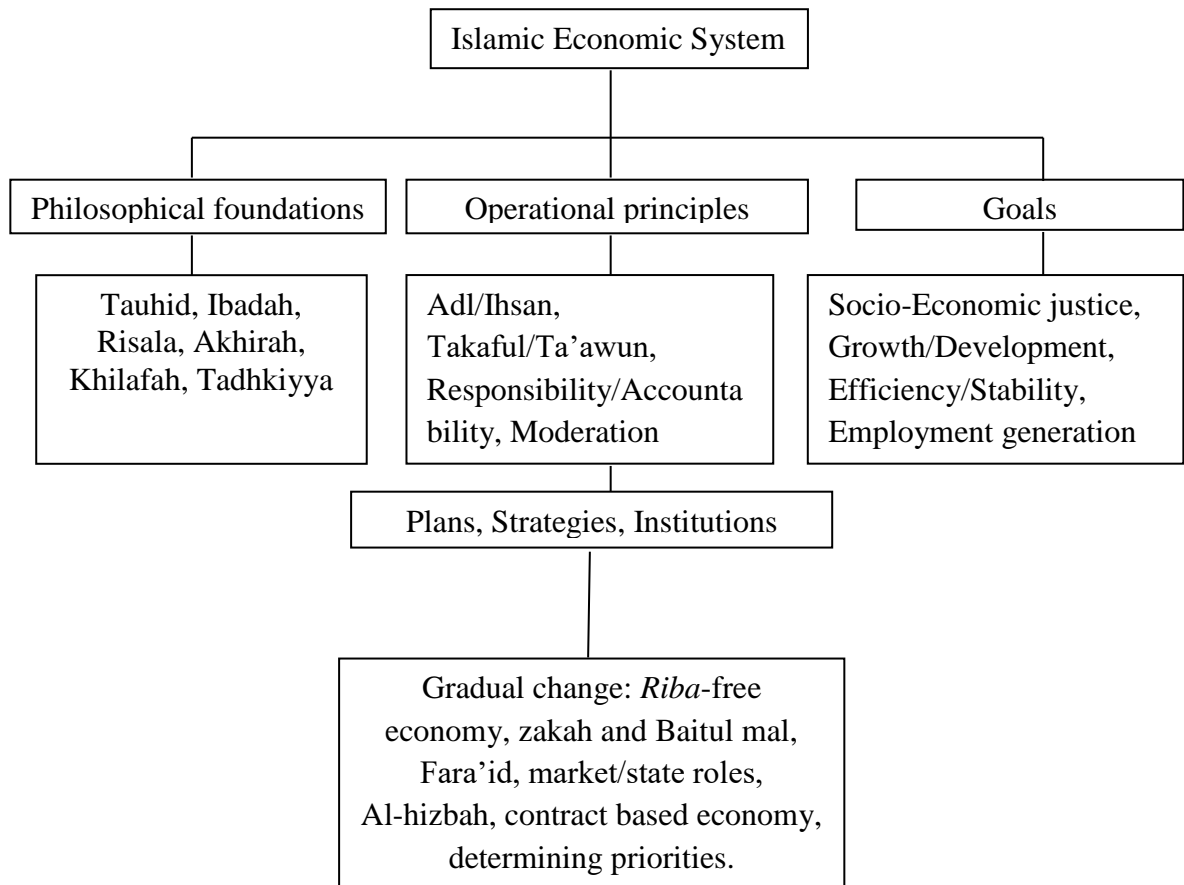 Islamic Economic System
Philosophical foundations
Operational principles
Goals
Tauhid, Ibadah,
Risala, Akhirah,
Khilafah, Tadhkiyya
Adl/Ihsan,
Takaful/Ta’awun,
Responsibility/Accounta
bility, Moderation
Socio-Economic justice,
Growth/Development,
Efficiency/Stability,
Employment generation
Plans, Strategies, Institutions
Gradual change: Riba-free
economy, zakah and Baitul mal,
Fara’id, market/state roles,
Al-hizbah, contract based economy,
determining priorities.